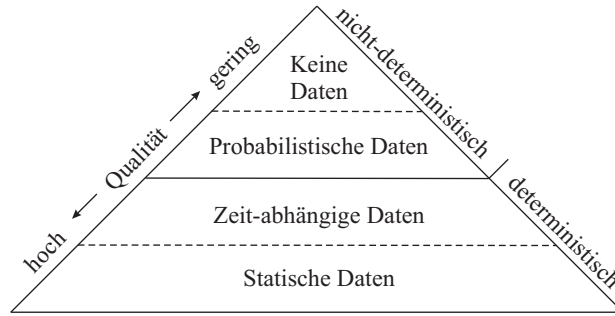 Keine
Daten
Probabilistische Daten
Zeit-abhängige Daten
Statische Daten
gering
Qualität
hoch
nicht-deterministisch
deterministisch